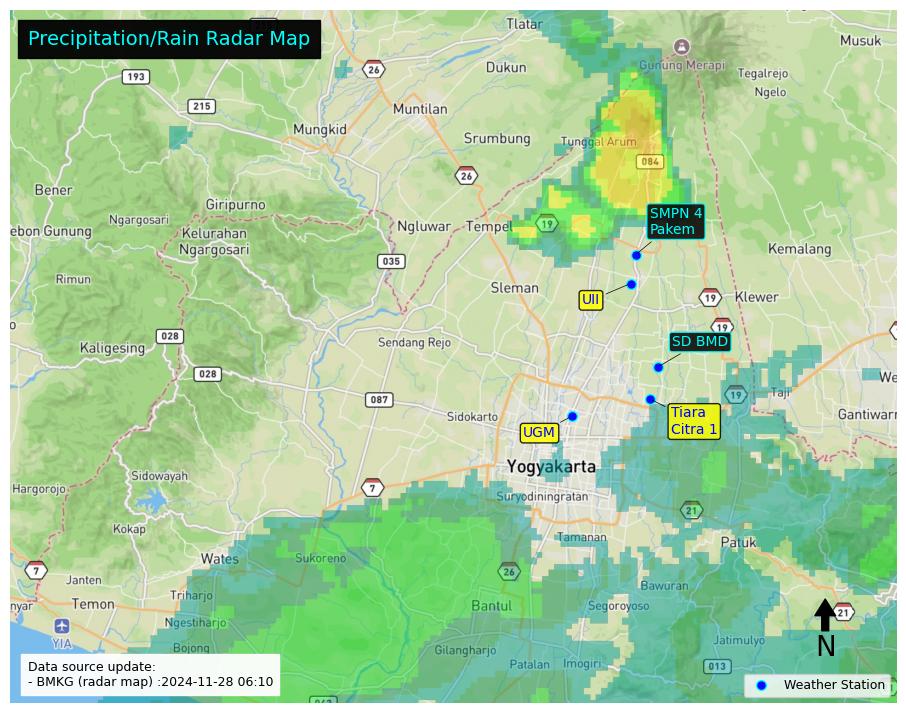 Precipitation/Rain Radar Map
Tlatar
Musuk
Gunung Merapi
26
Dukun
Tegalrejo
193
Ngelo
215
Muntilan
Mungkid
Srumbung
Tunggal Arum
084
26
Bener
Giripurno
Ngargosari
SMPN 4
Pakem
ebon Gunung
Kelurahan
Ngargosari
Ngluwar
Tempel
19
Kemalang
035
Rimun
Sleman
UII
19
Klewer
19
028
Sendang Rejo
SD BMD
Kaligesing
028
We
087
19
Taji
Sidokarto
Tiara
Citra 1
Gantiwarn
UGM
Yogyakarta
Sidowayah
Hargorojo
7
Suryodiningratan
21
Kokap
Tamanan
Patuk
Wates
Sukoreno
7
26
Janten
Bawuran
nyar
Temon
Triharjo
Bantul
Segoroyoso
21
Ngestiharjo
YIA
N
Bojong
Gilangharjo
Jatimulyo
Patalan
Imogiri
013
Data source update:
- BMKG (radar map) :2024-11-28 06:10
Weather Station